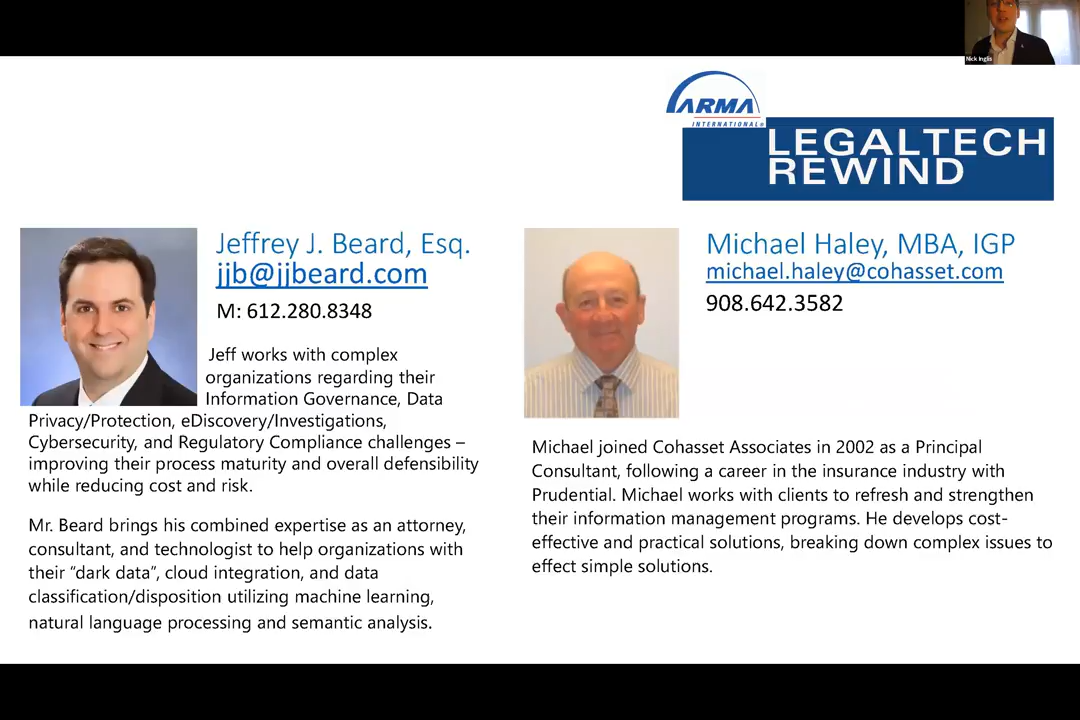 Nick Inglis
ARMA
INTERNATIONAL®
LEGALTECH
REWIND
Jeffrey J. Beard, Esq.
jjb@jjbeard.com
M: 612.280.8348
Jeff works with complex
organizations regarding their
Information Governance, Data
Privacy/Protection, eDiscovery/Investigations,
Cybersecurity, and Regulatory Compliance challenges –
improving their process maturity and overall defensibility
while reducing cost and risk.
Mr. Beard brings his combined expertise as an attorney,
consultant, and technologist to help organizations with
their “dark data”, cloud integration, and data
classification/disposition utilizing machine learning,
natural language processing and semantic analysis.
Michael Haley, MBA, IGP
michael.haley@cohasset.com
908.642.3582
Michael joined Cohasset Associates in 2002 as a Principal
Consultant, following a career in the insurance industry with
Prudential. Michael works with clients to refresh and strengthen
their information management programs. He develops cost-
effective and practical solutions, breaking down complex issues to
effect simple solutions.